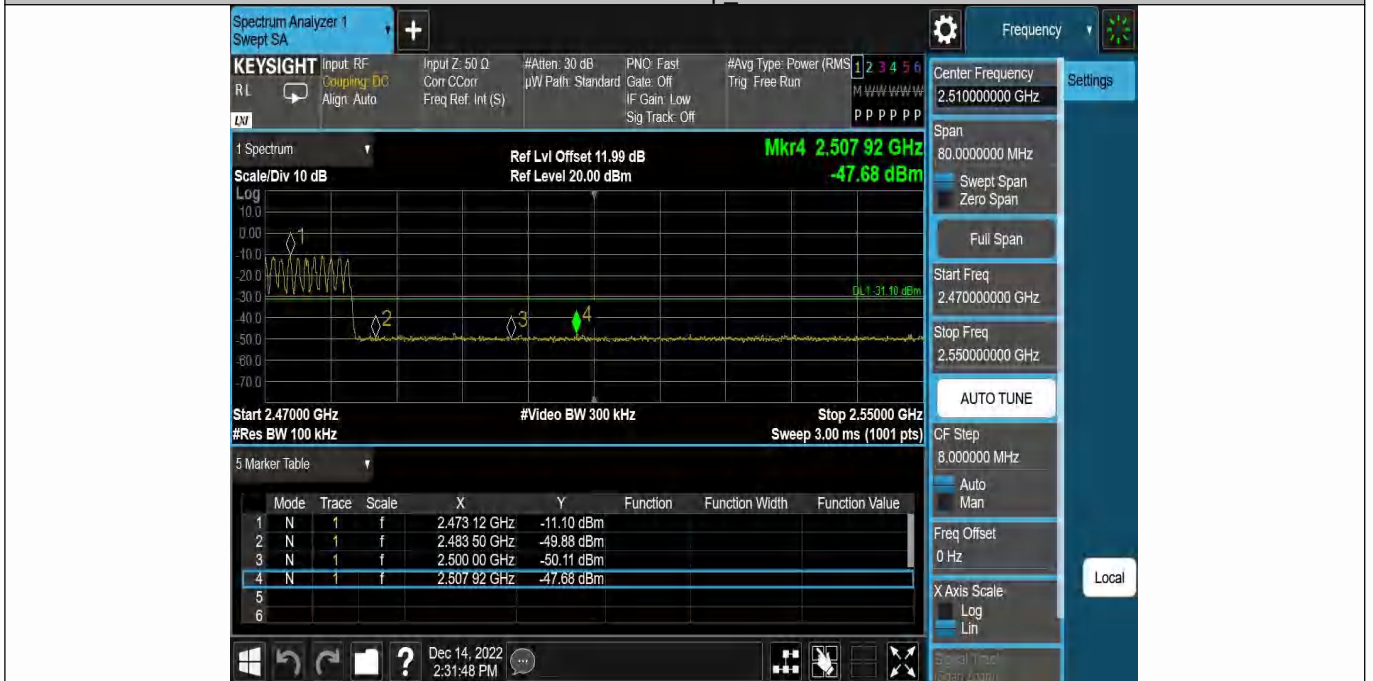 Spectrum Analyzer 1
Swept SA
+
Frequency
KEYSIGHT
RL
LXI
Input: RF
Coupling: DC
Align: Auto
Input Z: 50 Ω
Corr CCorr
Freq Ref: Int (S)
#Atten: 30 dB
µW Path: Standard
PNO: Fast
Gate: Off
IF Gain: Low
Sig Track: Off
#Avg Type: Power (RMS
Trig: Free Run
1 2 3 4 5 6
M W W W W W
P P P P P P
1 Spectrum
Scale/Div 10 dB
Ref Lvl Offset 11.99 dB
Ref Level 20.00 dBm
Mkr4 2.507 92 GHz
-47.68 dBm
Log
10.0
0.00
-10.0
-20.0
-30.0
-40.0
-50.0
-60.0
-70.0
1
2
3
4
DL1 -31.10 dBm
Start 2.47000 GHz
#Video BW 300 kHz
Stop 2.55000 GHz
#Res BW 100 kHz
Sweep 3.00 ms (1001 pts)
5 Marker Table
Mode Trace Scale X Y Function Function Width Function Value
1 N 1 f 2.473 12 GHz -11.10 dBm
2 N 1 f 2.483 50 GHz -49.88 dBm
3 N 1 f 2.500 00 GHz -50.11 dBm
4 N 1 f 2.507 92 GHz -47.68 dBm
5
6
?
Dec 14, 2022
2:31:48 PM
Center Frequency
2.510000000 GHz
Settings
Span
80.0000000 MHz
Swept Span
Zero Span
Full Span
Start Freq
2.470000000 GHz
Stop Freq
2.550000000 GHz
AUTO TUNE
CF Step
8.000000 MHz
Auto
Man
Freq Offset
0 Hz
X Axis Scale
Log
Lin
Local
Signal Track
(Span Zoom)